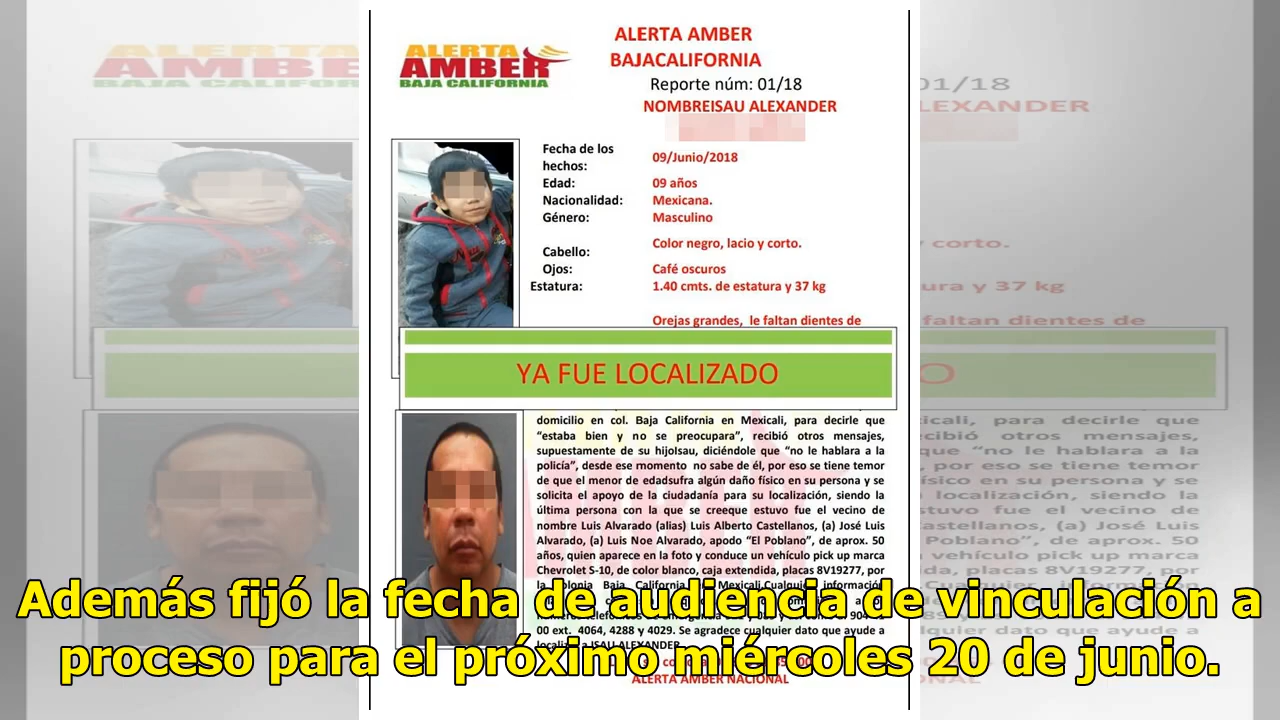 ALERTA AMBER
BAJACALIFORNIA
Reporte núm: 01/18
NOMBREISAU ALEXANDER
ALERTA
AMBER
BAJA CALIFORNIA
Fecha de los hechos: 09/Junio/2018
Edad: 09 años
Nacionalidad: Mexicana.
Género: Masculino
Cabello: Color negro, lacio y corto.
Ojos: Café oscuros
Estatura: 1.40 cmts. de estatura y 37 kg
Orejas grandes, le faltan dientes de
YA FUE LOCALIZADO
domicilio en col. Baja California en Mexicali, para decirle que
“estaba bien y no se preocupara”, recibió otros mensajes,
supuestamente de su hijoIsau, diciéndole que “no le hablara a la
policía”, desde ese momento no sabe de él, por eso se tiene temor
de que el menor de edadsufra algún daño físico en su persona y se
solicita el apoyo de la ciudadanía para su localización, siendo la
última persona con la que se creeque estuvo fue el vecino de
nombre Luis Alvarado (alias) Luis Alberto Castellanos, (a) José Luis
Alvarado, (a) Luis Noe Alvarado, apodo “El Poblano”, de aprox. 50
años, quien aparece en la foto y conduce un vehículo pick up marca
Chevrolet S-10, de color blanco, caja extendida, placas 8V19277, por
la Colonia Baja California Mexicali.Cualquier información
00 ext. 4064, 4288 y 4029. Se agradece cualquier dato que ayude a
ISAU ALEXANDER
ALERTA AMBER NACIONAL
Además fijó la fecha de audiencia de vinculación a
proceso para el próximo miércoles 20 de junio.